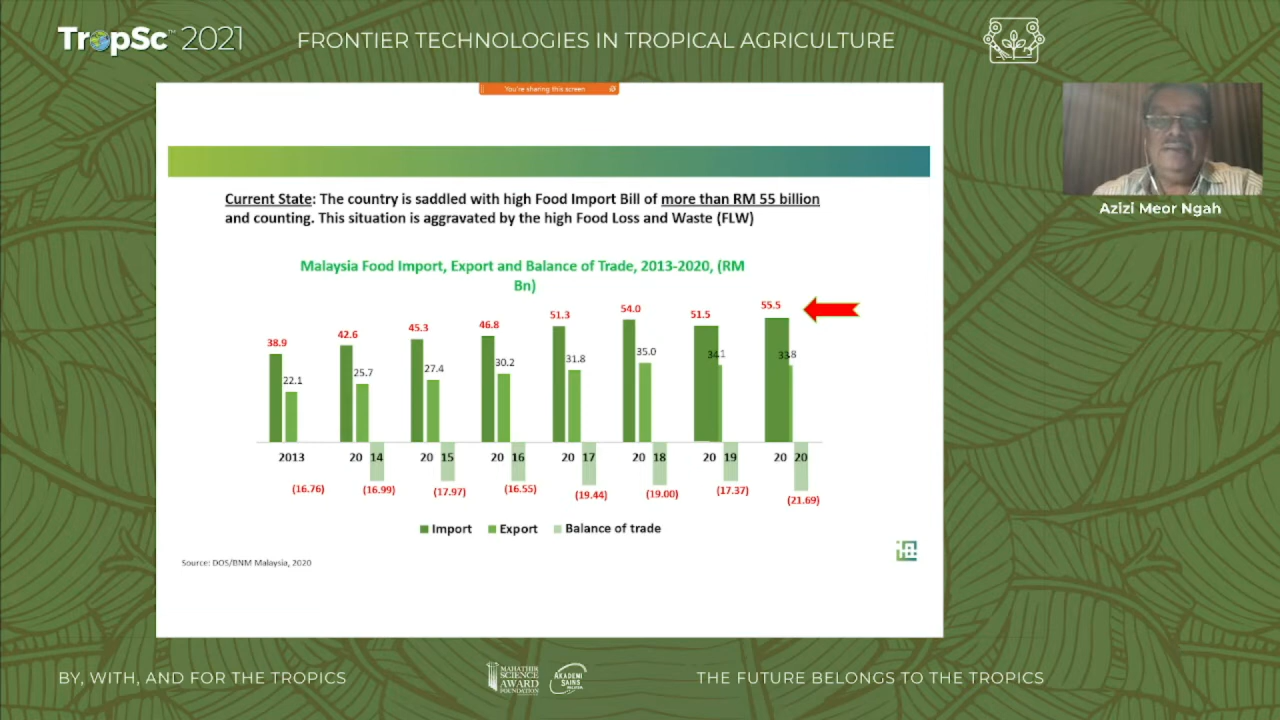 TropSc™ 2021
FRONTIER TECHNOLOGIES IN TROPICAL AGRICULTURE
You're sharing this screen
Azizi Meor Ngah
Current State: The country is saddled with high Food Import Bill of more than RM 55 billion
and counting. This situation is aggravated by the high Food Loss and Waste (FLW)
Malaysia Food Import, Export and Balance of Trade, 2013-2020, (RM
Bn)
38.9 42.6 45.3 46.8 51.3 54.0 51.5 55.5
22.1 25.7 27.4 30.2 31.8 35.0 34.1 33.8
2013 20 14 20 15 20 16 20 17 20 18 20 19 20 20
(16.76) (16.99) (17.97) (16.55) (19.44) (19.00) (17.37) (21.69)
Import Export Balance of trade
Source: DOS/BNM Malaysia, 2020
BY, WITH, AND FOR THE TROPICS
MAHATHIR
SCIENCE
AWARD
FOUNDATION
AKADEMI
SAINS
THE FUTURE BELONGS TO THE TROPICS